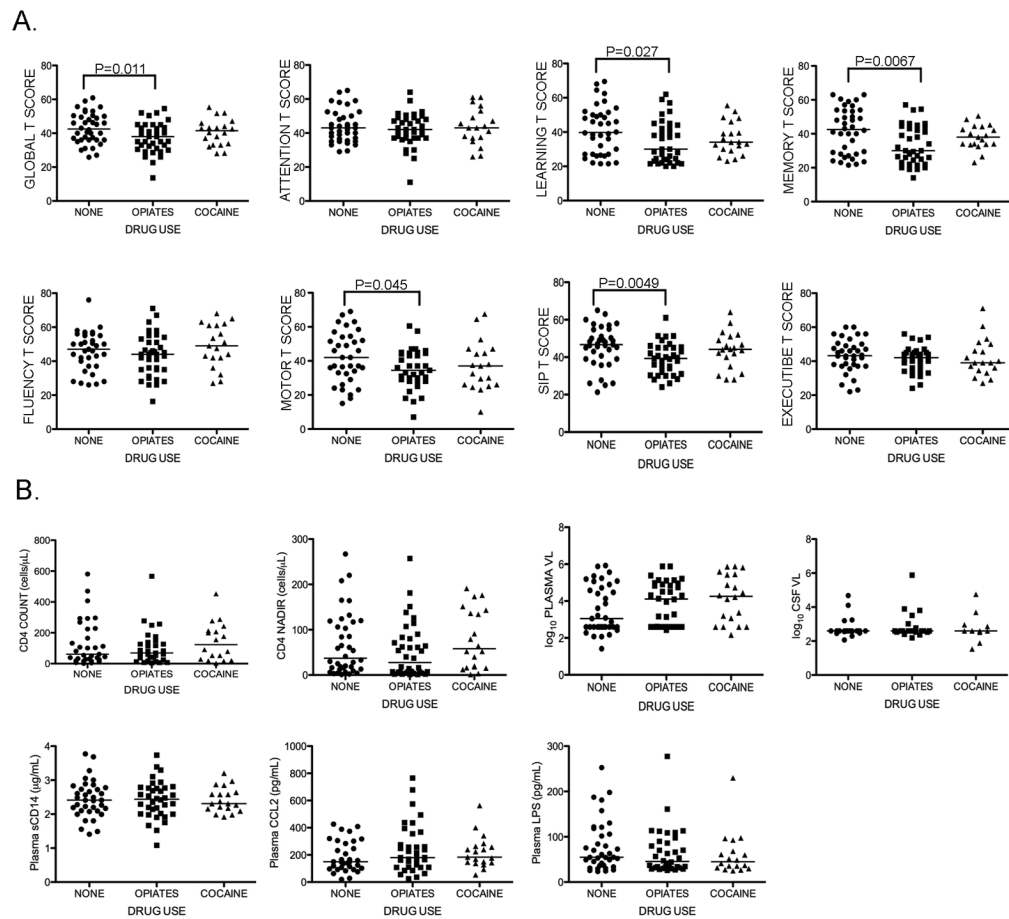 A.
GLOBAL T SCORE
80
60
40
20
0
P=0.011
NONE OPIATES COCAINE
DRUG USE
ATTENTION T SCORE
80
60
40
20
0
NONE OPIATES COCAINE
DRUG USE
LEARNING T SCORE
80
60
40
20
0
P=0.027
NONE OPIATES COCAINE
DRUG USE
MEMORY T SCORE
80
60
40
20
0
P=0.0067
NONE OPIATES COCAINE
DRUG USE
FLUENCY T SCORE
80
60
40
20
0
NONE OPIATES COCAINE
DRUG USE
MOTOR T SCORE
80
60
40
20
0
P=0.045
NONE OPIATES COCAINE
DRUG USE
SIP T SCORE
80
60
40
20
0
P=0.0049
NONE OPIATES COCAINE
DRUG USE
EXECUTIBE T SCORE
80
60
40
20
0
NONE OPIATES COCAINE
DRUG USE
B.
CD4 COUNT (cells/µL)
800
600
400
200
0
NONE OPIATES COCAINE
DRUG USE
CD4 NADIR (cells/µL)
300
200
100
0
NONE OPIATES COCAINE
DRUG USE
log10 PLASMA VL
8
6
4
2
0
NONE OPIATES COCAINE
DRUG USE
log10 CSF VL
8
6
4
2
0
NONE OPIATES COCAINE
DRUG USE
Plasma sCD14 (µg/mL)
4
3
2
1
0
NONE OPIATES COCAINE
DRUG USE
Plasma CCL2 (pg/mL)
1000
800
600
400
200
0
NONE OPIATES COCAINE
DRUG USE
Plasma LPS (pg/mL)
300
200
100
0
NONE OPIATES COCAINE
DRUG USE